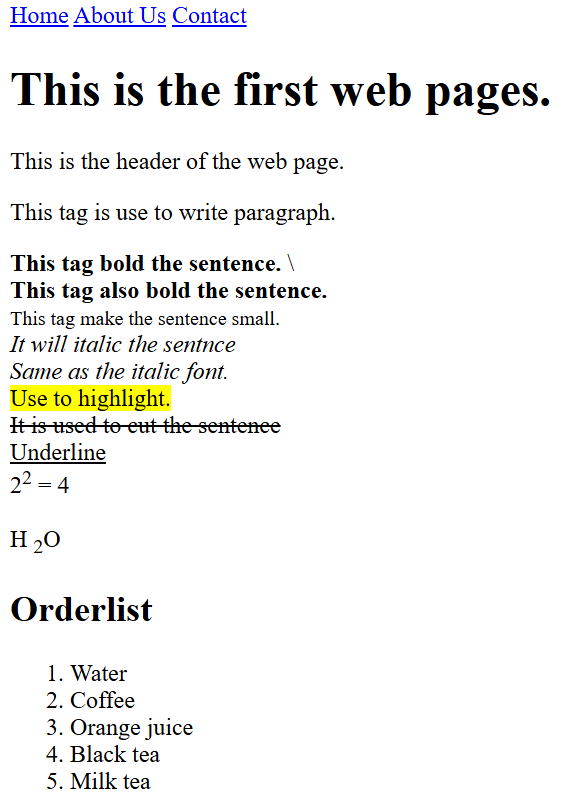 Home About Us Contact
This is the first web pages.
This is the header of the web page.
This tag is use to write paragraph.
This tag bold the sentence. \
This tag also bold the sentence.
This tag make the sentence small.
It will italic the sentnce
Same as the italic font.
Use to highlight.
It is used to cut the sentence
Underline
2² = 4
H ₂O
Orderlist
1. Water
2. Coffee
3. Orange juice
4. Black tea
5. Milk tea